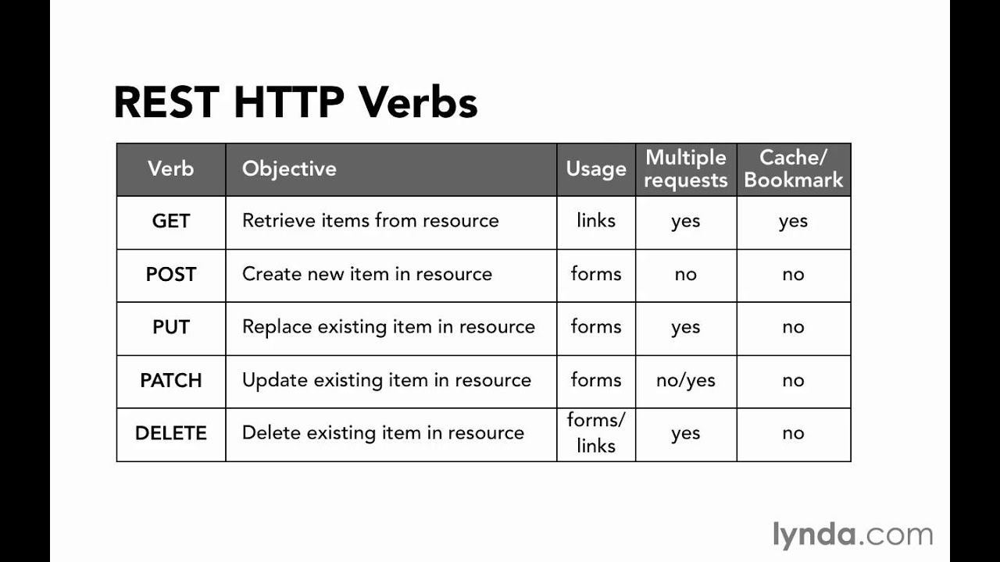 REST HTTP Verbs
Verb Objective Usage Multiple requests Cache/ Bookmark
GET Retrieve items from resource links yes yes
POST Create new item in resource forms no no
PUT Replace existing item in resource forms yes no
PATCH Update existing item in resource forms no/yes no
DELETE Delete existing item in resource forms/ links yes no
lynda.com